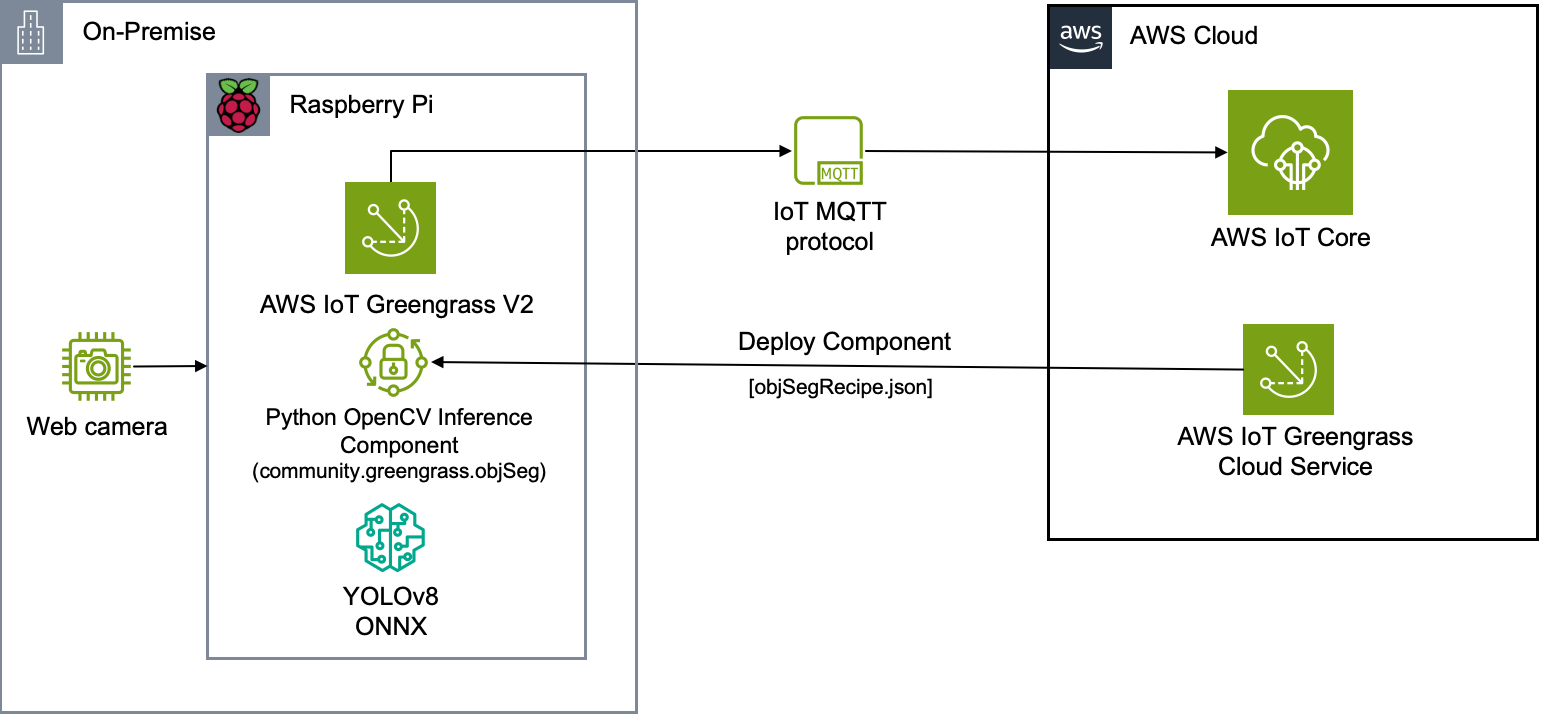 On-Premise
aws
AWS Cloud
Raspberry Pi
MQTT
IoT MQTT
protocol
AWS IoT Core
AWS IoT Greengrass V2
Deploy Component
[objSegRecipe.json]
Web camera
Python OpenCV Inference
Component
(community.greengrass.objSeg)
AWS IoT Greengrass
Cloud Service
YOLOv8
ONNX